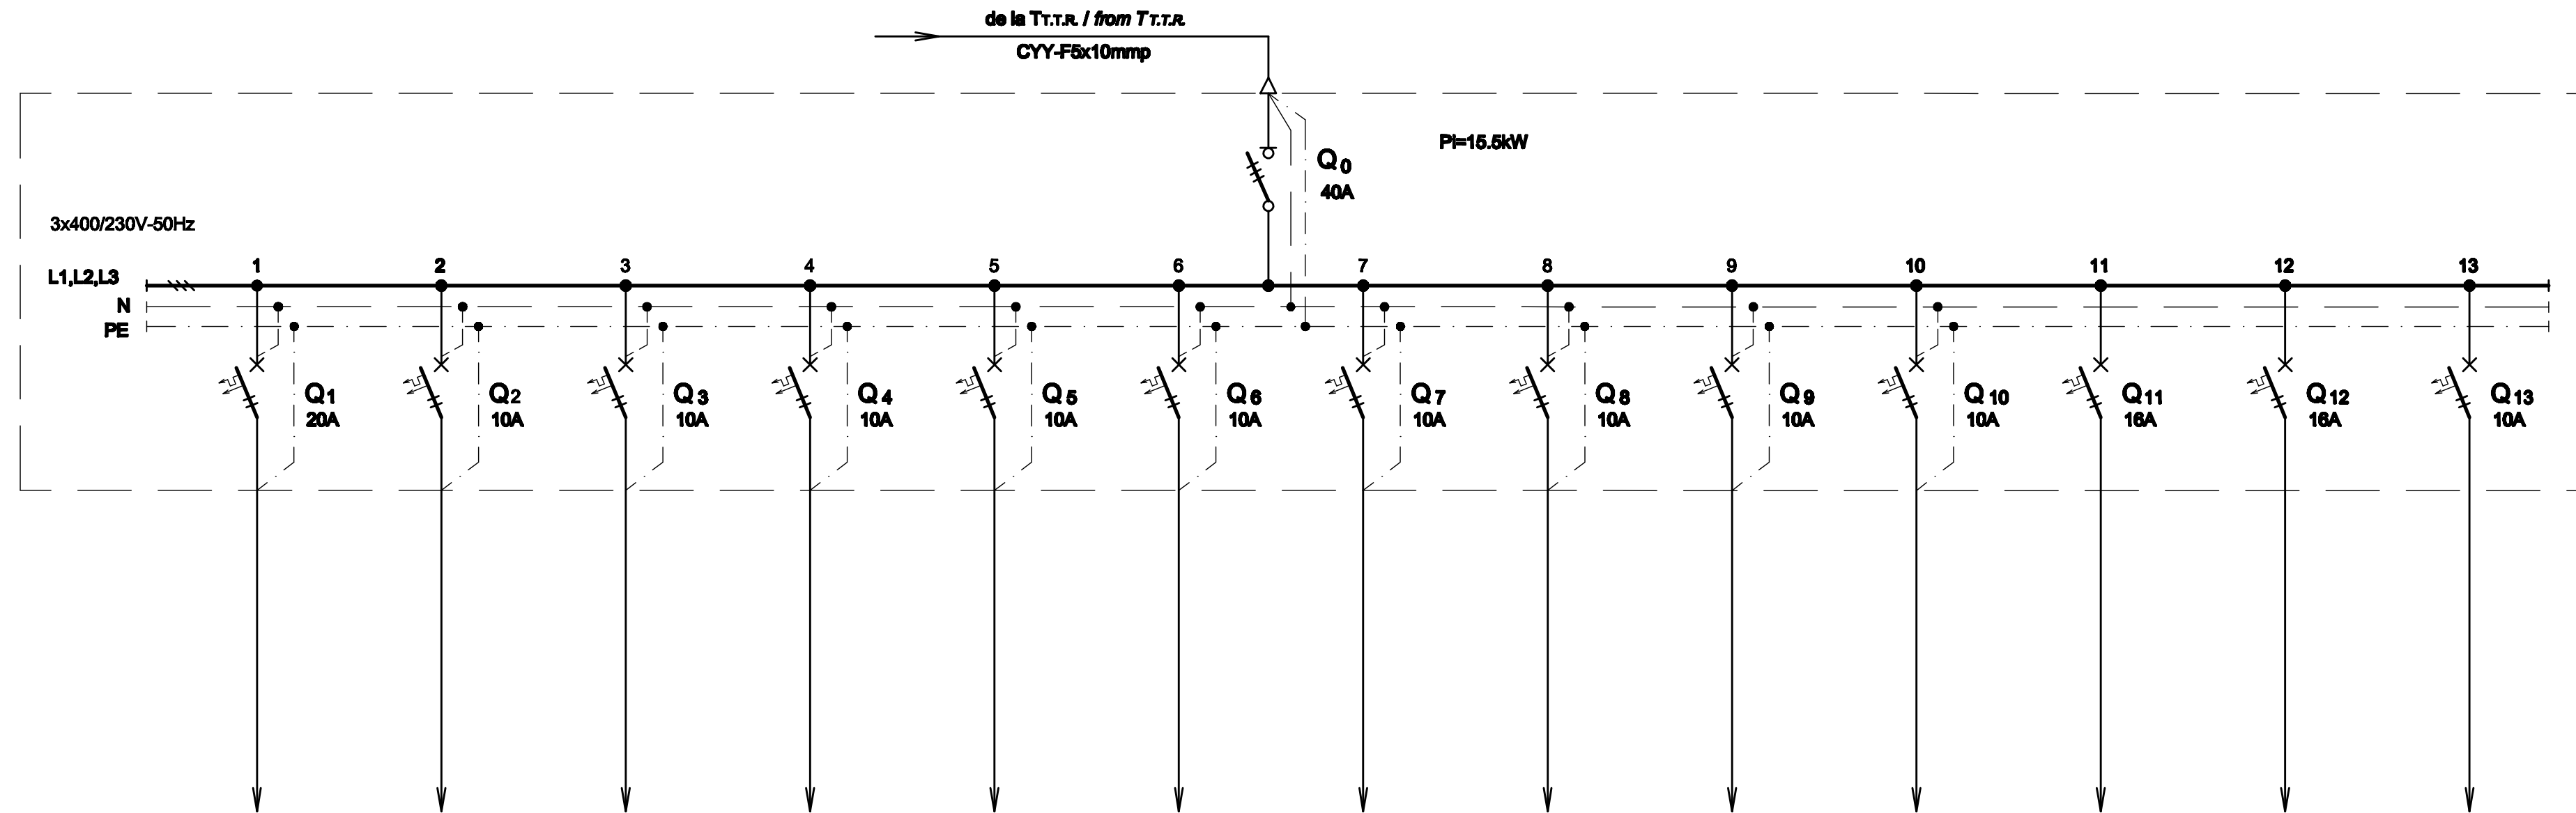 de la TT.T.R. / from TT.T.R.
CYY-F5x10mmp
Pi=15.5kW
Q0
40A
3x400/230V-50Hz
L1,L2,L3
N
PE
1 2 3 4 5 6 7 8 9 10 11 12 13
Q1 Q2 Q3 Q4 Q5 Q6 Q7 Q8 Q9 Q10 Q11 Q12 Q13
20A 10A 10A 10A 10A 10A 10A 10A 10A 10A 16A 16A 10A